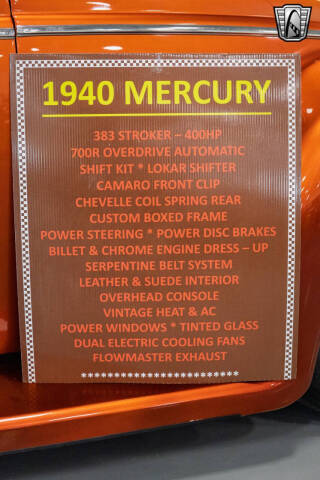 1940 MERCURY
383 STROKER – 400HP
700R OVERDRIVE AUTOMATIC
SHIFT KIT * LOKAR SHIFTER
CAMARO FRONT CLIP
CHEVELLE COIL SPRING REAR
CUSTOM BOXED FRAME
POWER STEERING * POWER DISC BRAKES
BILLET & CHROME ENGINE DRESS – UP
SERPENTINE BELT SYSTEM
LEATHER & SUEDE INTERIOR
OVERHEAD CONSOLE
VINTAGE HEAT & AC
POWER WINDOWS * TINTED GLASS
DUAL ELECTRIC COOLING FANS
FLOWMASTER EXHAUST
************************